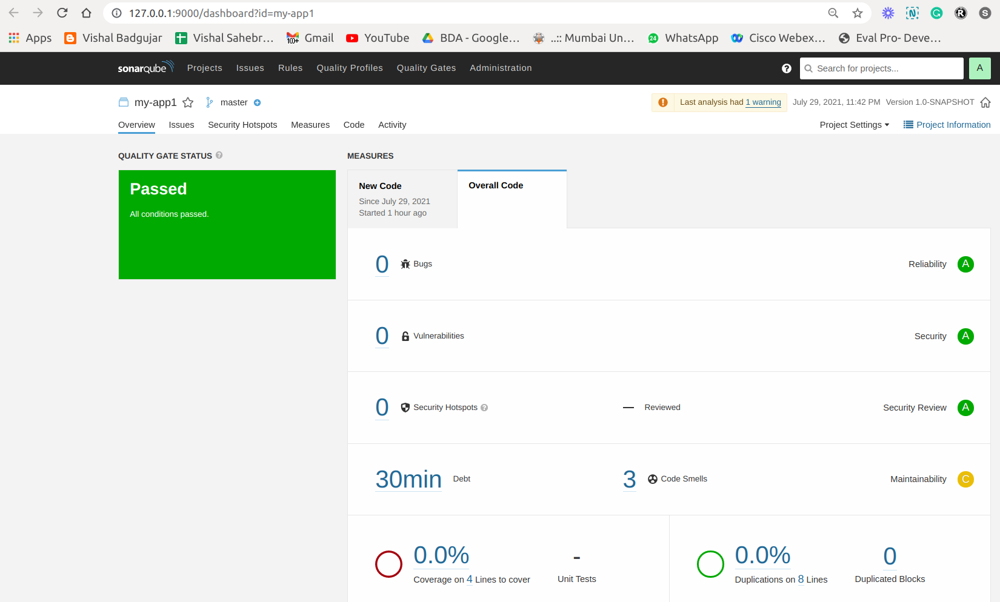 127.0.0.1:9000/dashboard?id=my-app1
S
Apps Vishal Badgujar Vishal Sahebr... 100+ Gmail YouTube BDA - Google... ..:: Mumbai Un... 24 WhatsApp Cisco Webex... Eval Pro- Deve...
sonarqube Projects Issues Rules Quality Profiles Quality Gates Administration ? Search for projects... A
my-app1 master Last analysis had 1 warning July 29, 2021, 11:42 PM Version 1.0-SNAPSHOT
Overview Issues Security Hotspots Measures Code Activity Project Settings Project Information
QUALITY GATE STATUS ? MEASURES
Passed
All conditions passed.
New Code
Since July 29, 2021
Started 1 hour ago
Overall Code
0 Bugs Reliability A
0 Vulnerabilities Security A
0 Security Hotspots ? — Reviewed Security Review A
30min Debt 3 Code Smells Maintainability C
0.0% - 0.0% 0
Coverage on 4 Lines to cover Unit Tests Duplications on 8 Lines Duplicated Blocks